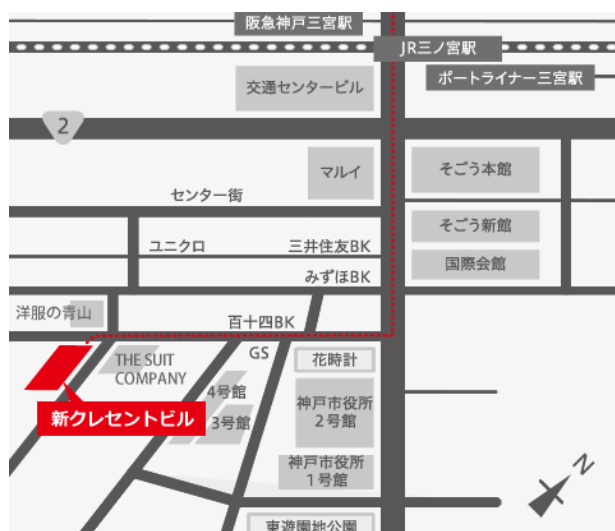 阪急神戸三宮駅
JR三ノ宮駅
ポートライナー三宮駅
交通センタービル
2
マルイ
そごう本館
センター街
そごう新館
ユニクロ
三井住友BK
国際会館
みずほBK
洋服の青山
百十四BK
THE SUIT
COMPANY
GS
花時計
4号館
3号館
神戸市役所
2号館
新クレセントビル
神戸市役所
1号館
N
東遊園地公園